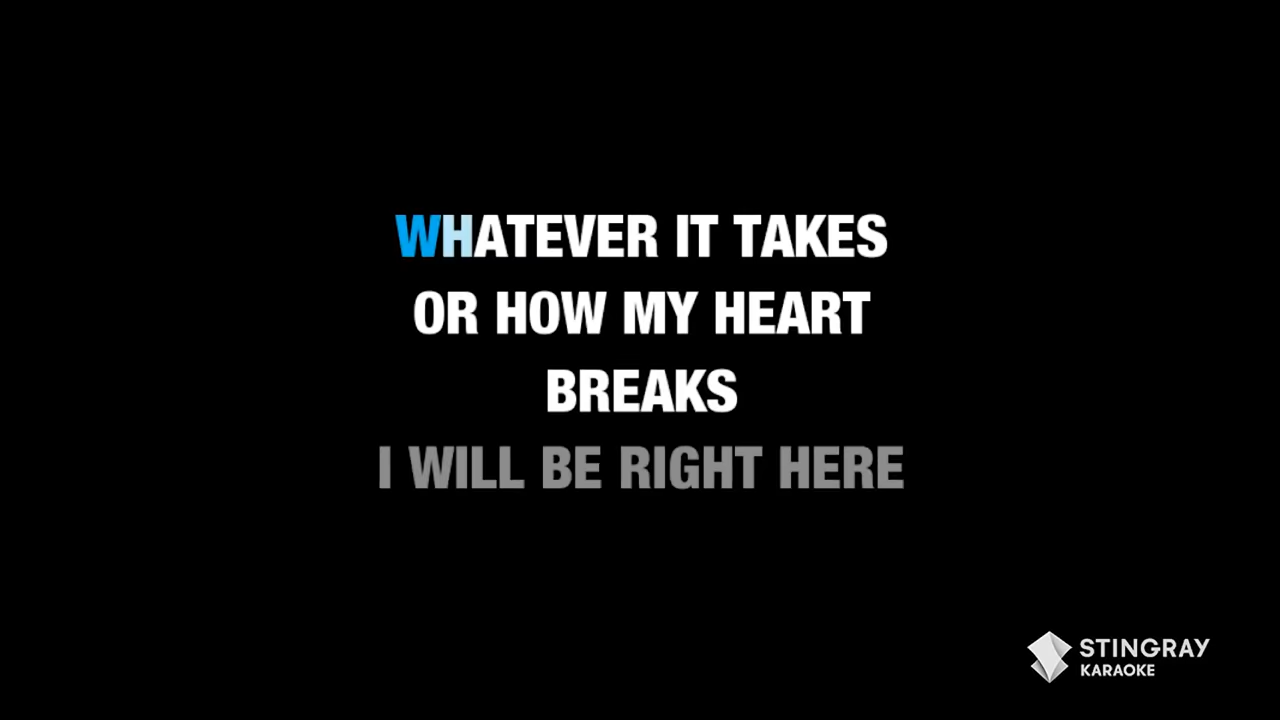 WHATEVER IT TAKES
OR HOW MY HEART
BREAKS
I WILL BE RIGHT HERE
STINGRAY
KARAOKE